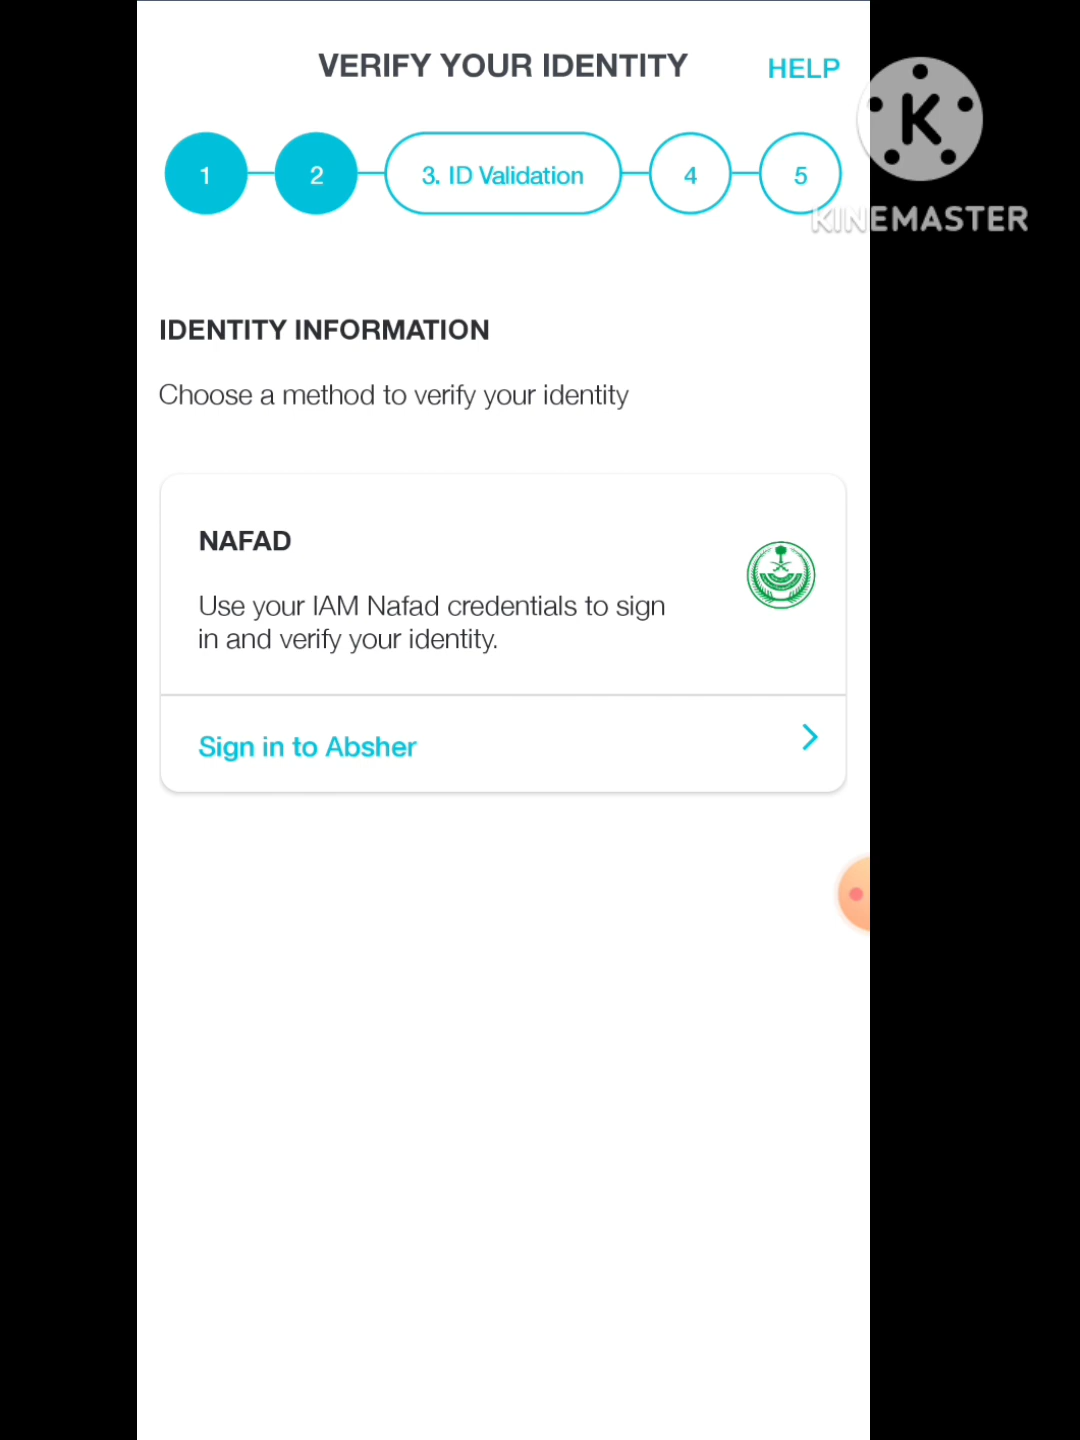 VERIFY YOUR IDENTITY
HELP
1
2
3. ID Validation
4
5
K
KINEMASTER
IDENTITY INFORMATION
Choose a method to verify your identity
NAFAD
Use your IAM Nafad credentials to sign
in and verify your identity.
Sign in to Absher